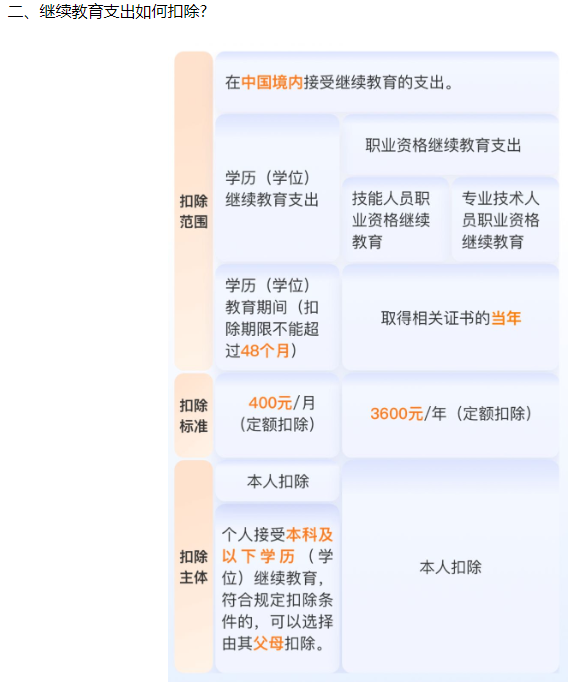 二、继续教育支出如何扣除?
扣除
范围
在中国境内接受继续教育的支出。
学历（学位）
继续教育支出
职业资格继续教育支出
技能人员职
业资格继续
教育
专业技术人
员职业资格
继续教育
学历（学位）
教育期间（扣
除期限不能超
过48个月）
取得相关证书的当年
扣除
标准
400元/月
（定额扣除）
3600元/年（定额扣除）
扣除
主体
本人扣除
个人接受本科及
以下学历（学
位）继续教育，
符合规定扣除条
件的，可以选择
由其父母扣除。
本人扣除